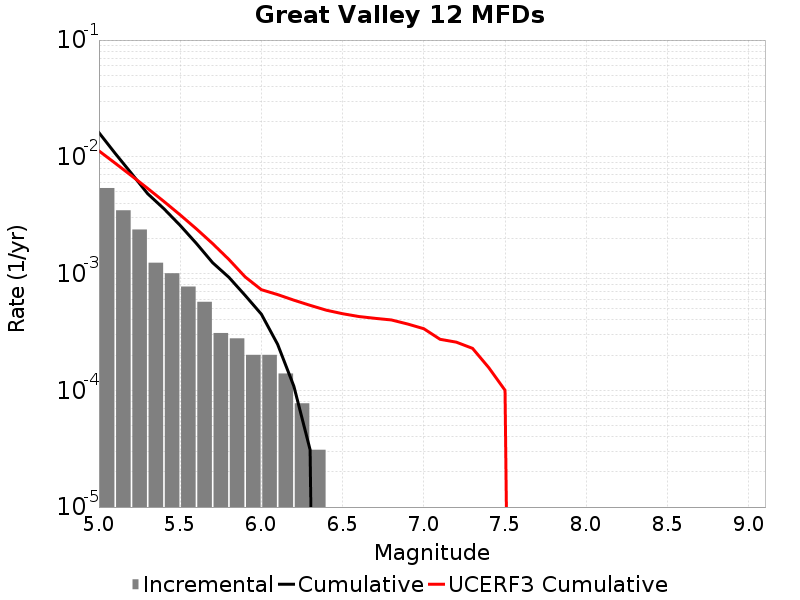 Great Valley 12 MFDs
10-1
10-2
10-3
10-4
10-5
Rate (1/yr)
5.0 5.5 6.0 6.5 7.0 7.5 8.0 8.5 9.0
Magnitude
Incremental Cumulative UCERF3 Cumulative